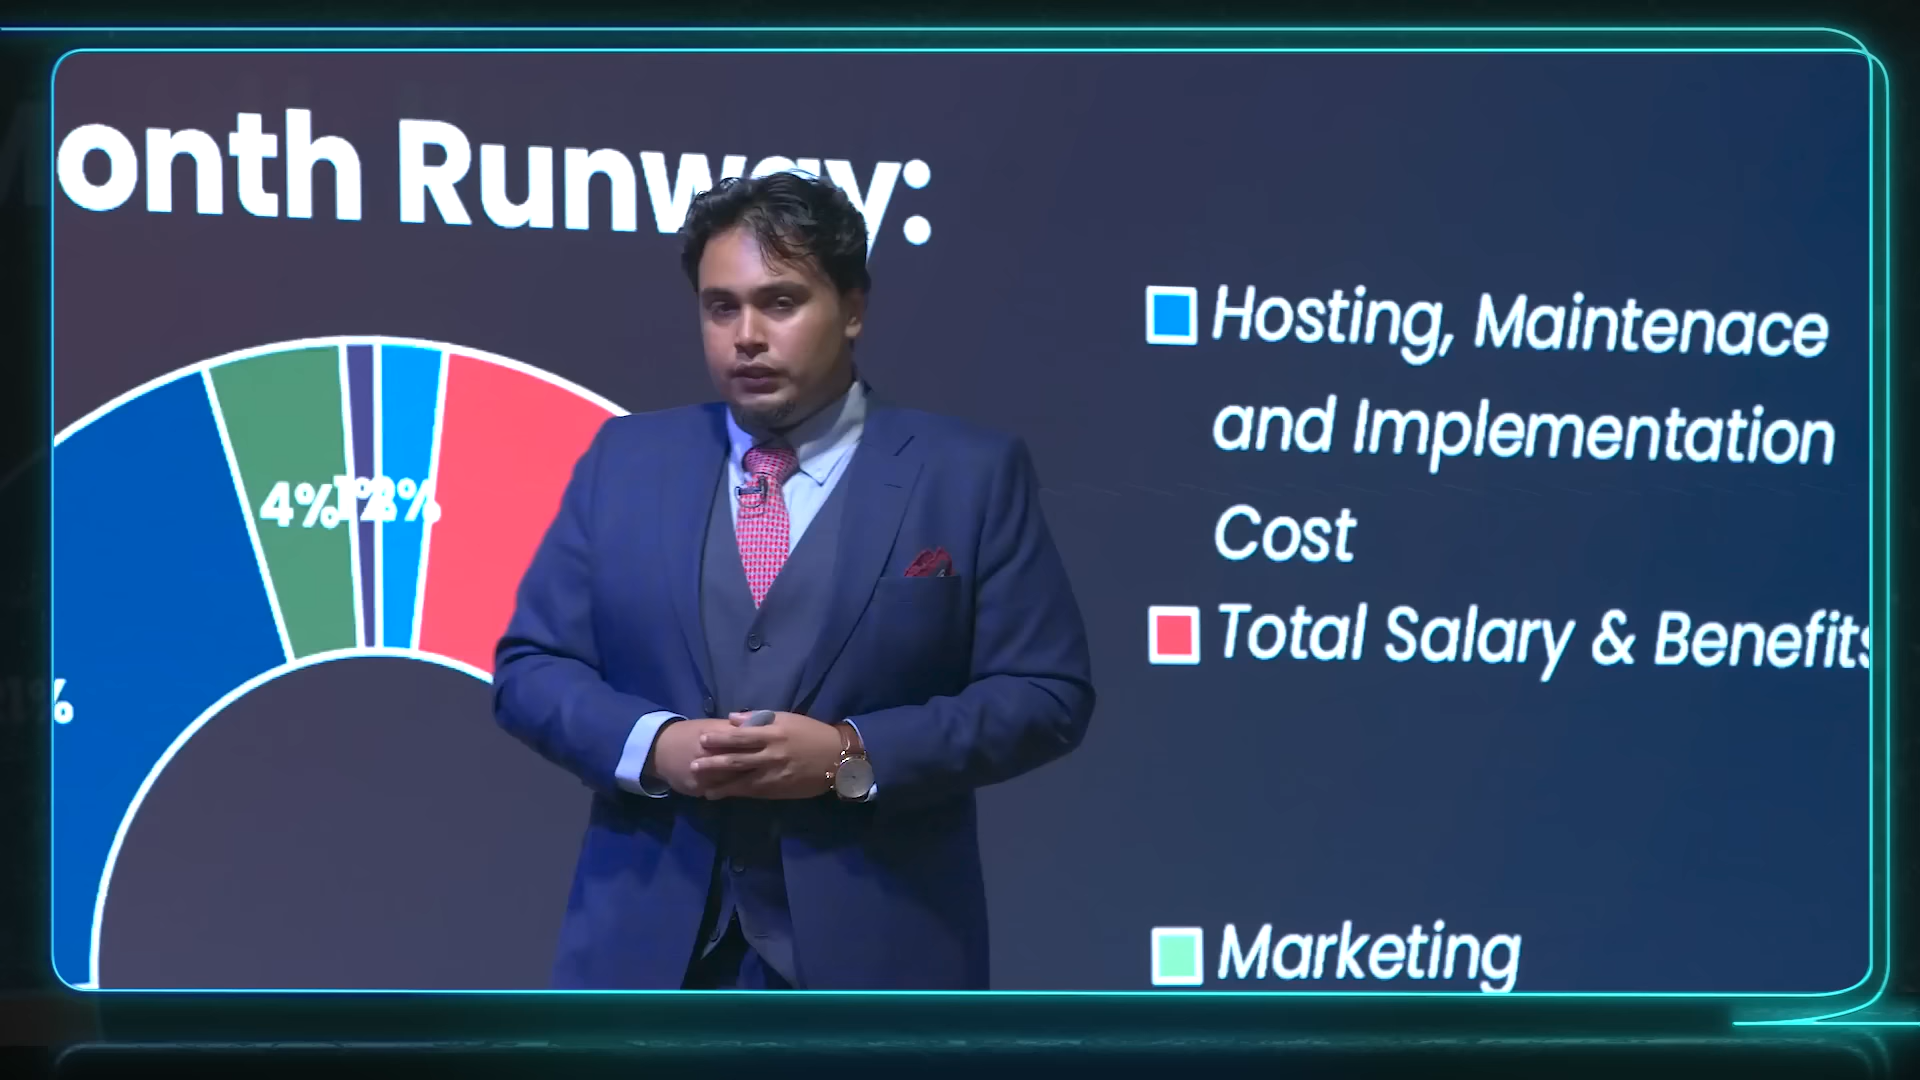 onth Runway:
Hosting, Maintenace
and Implementation
Cost
4%
Total Salary & Benefits
Marketing